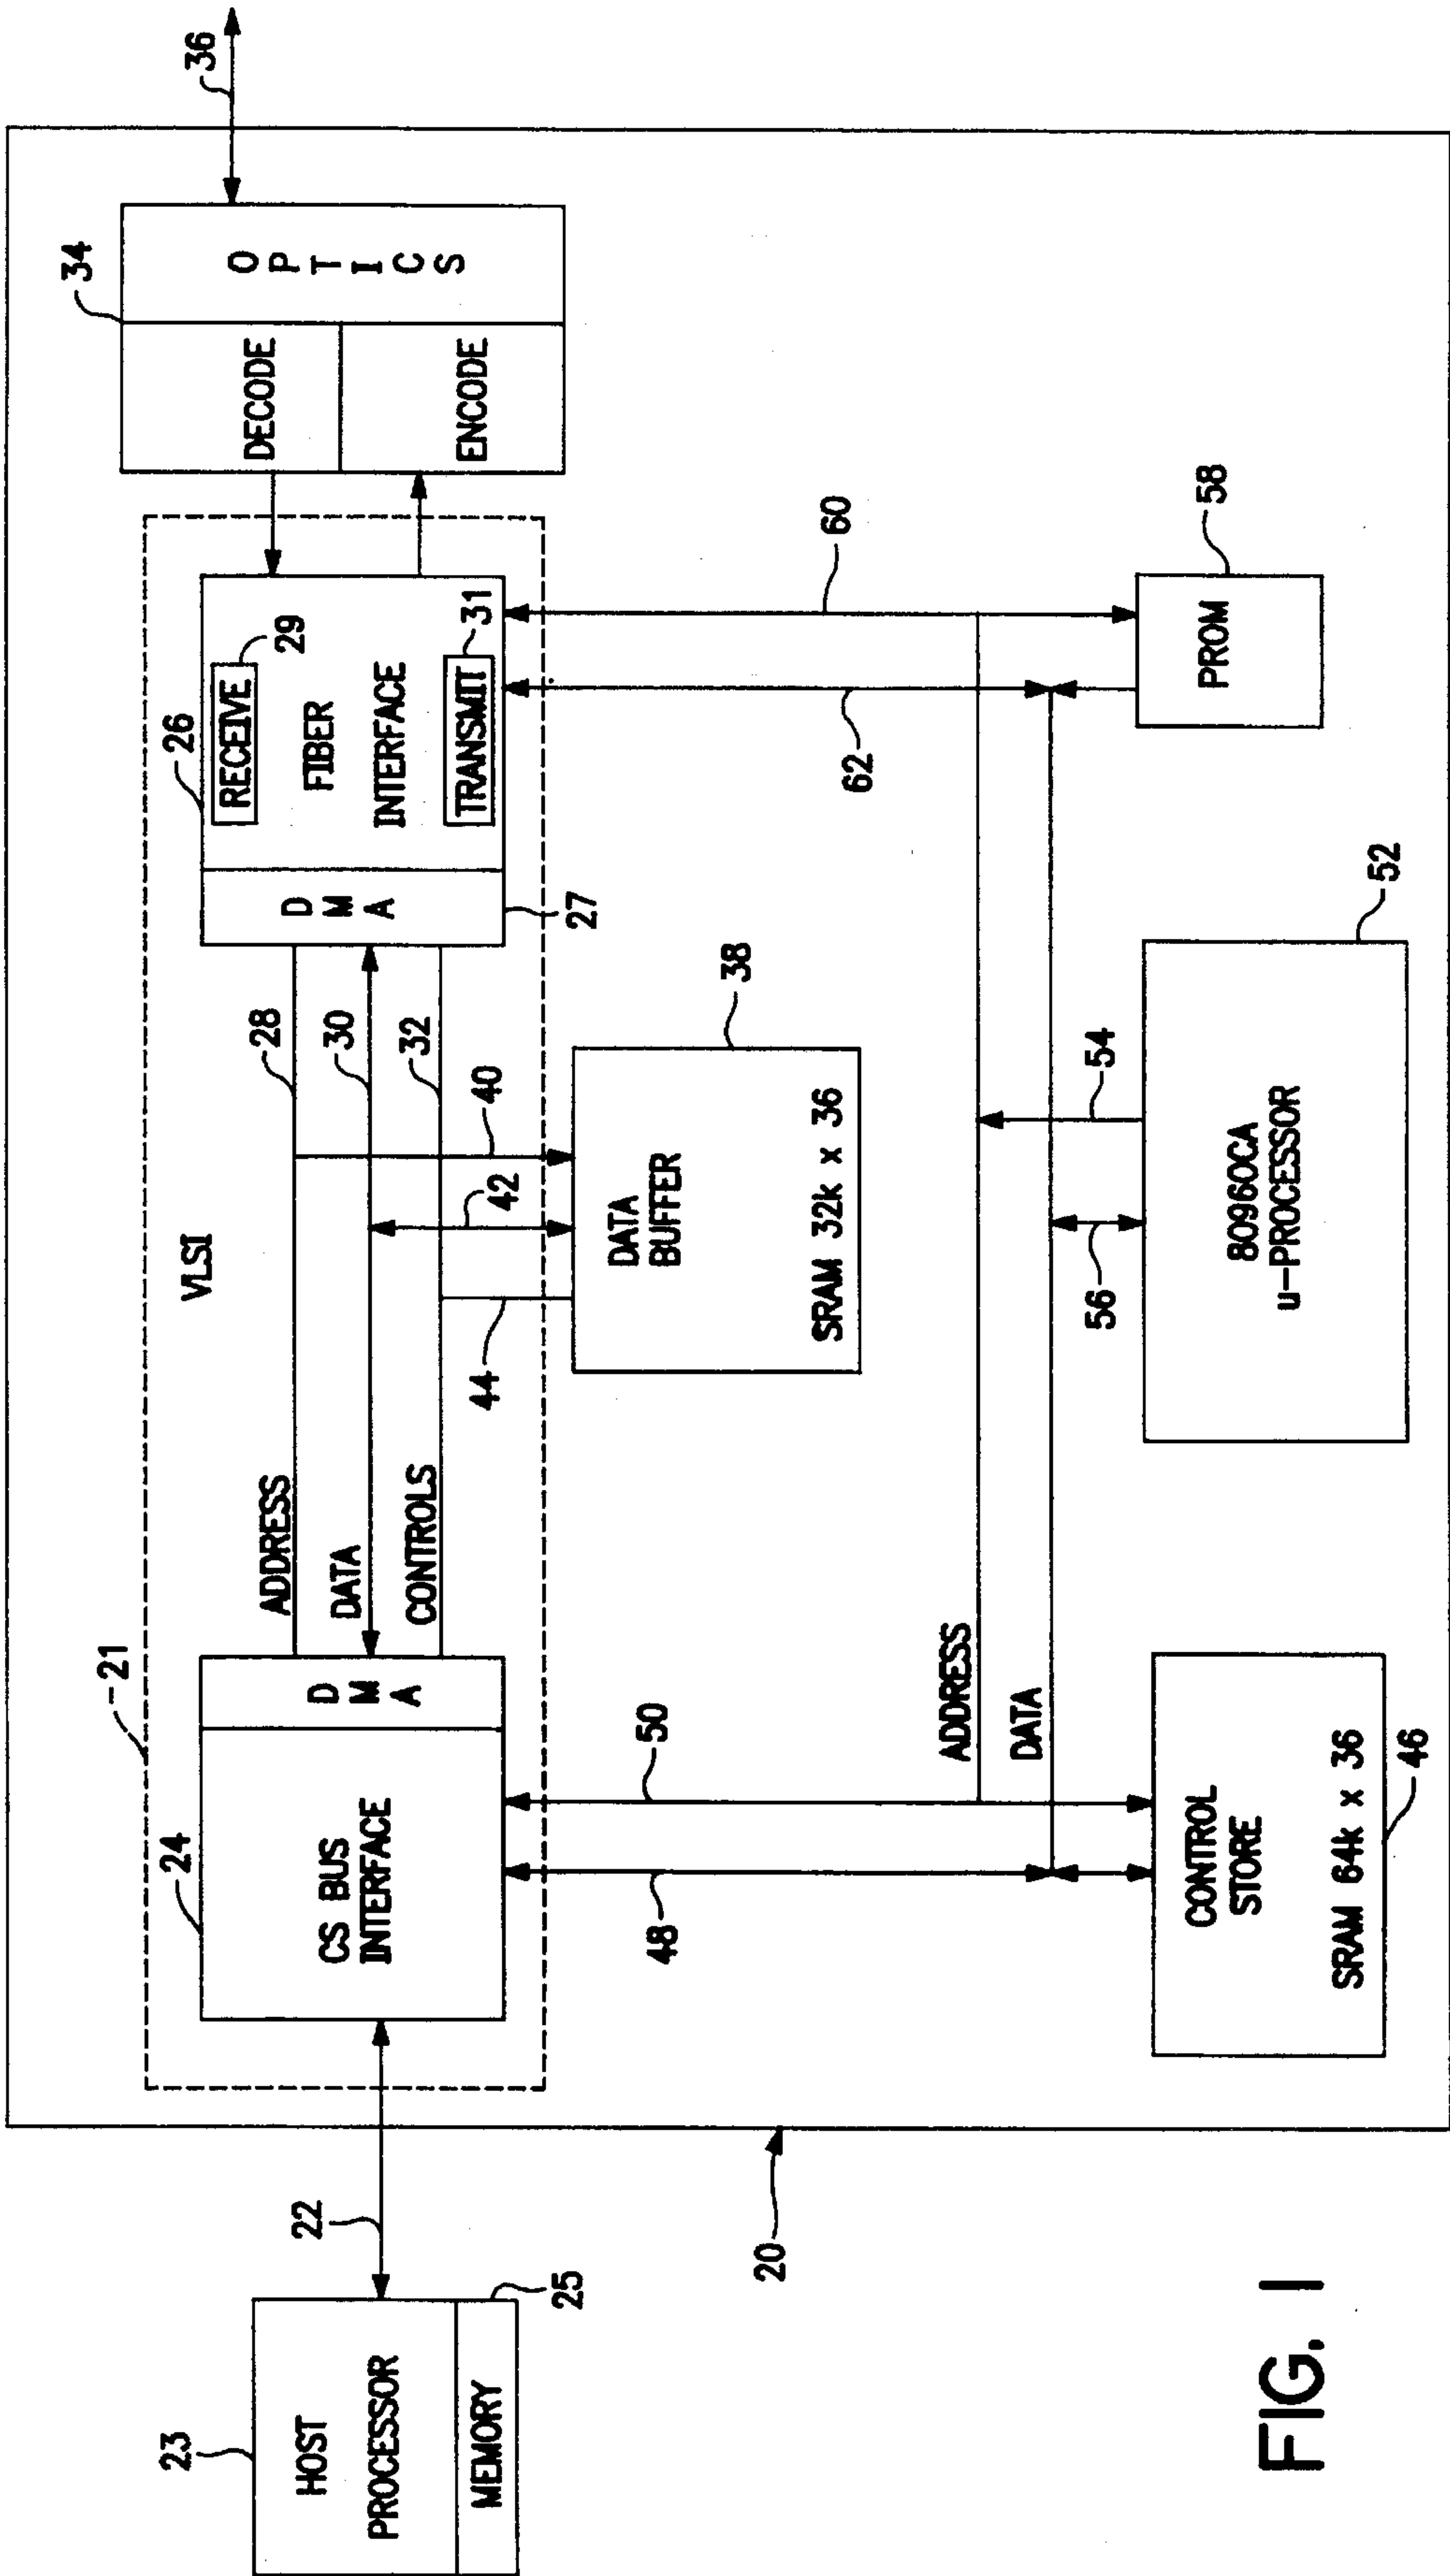 36
34
OPTICS
DECODE
ENCODE
21
VLSI
26
RECEIVE
29
FIBER
INTERFACE
TRANSMIT
31
DMA
27
28
30
32
ADDRESS
DATA
CONTROLS
40
42
44
24
CS BUS
INTERFACE
DMA
22
23
HOST
PROCESSOR
MEMORY
25
20
38
DATA
BUFFER
SRAM 32k x 36
50
48
60
62
ADDRESS
DATA
54
56
CONTROL
STORE
SRAM 64k x 36
46
52
80960CA
u-PROCESSOR
58
PROM
FIG. 1